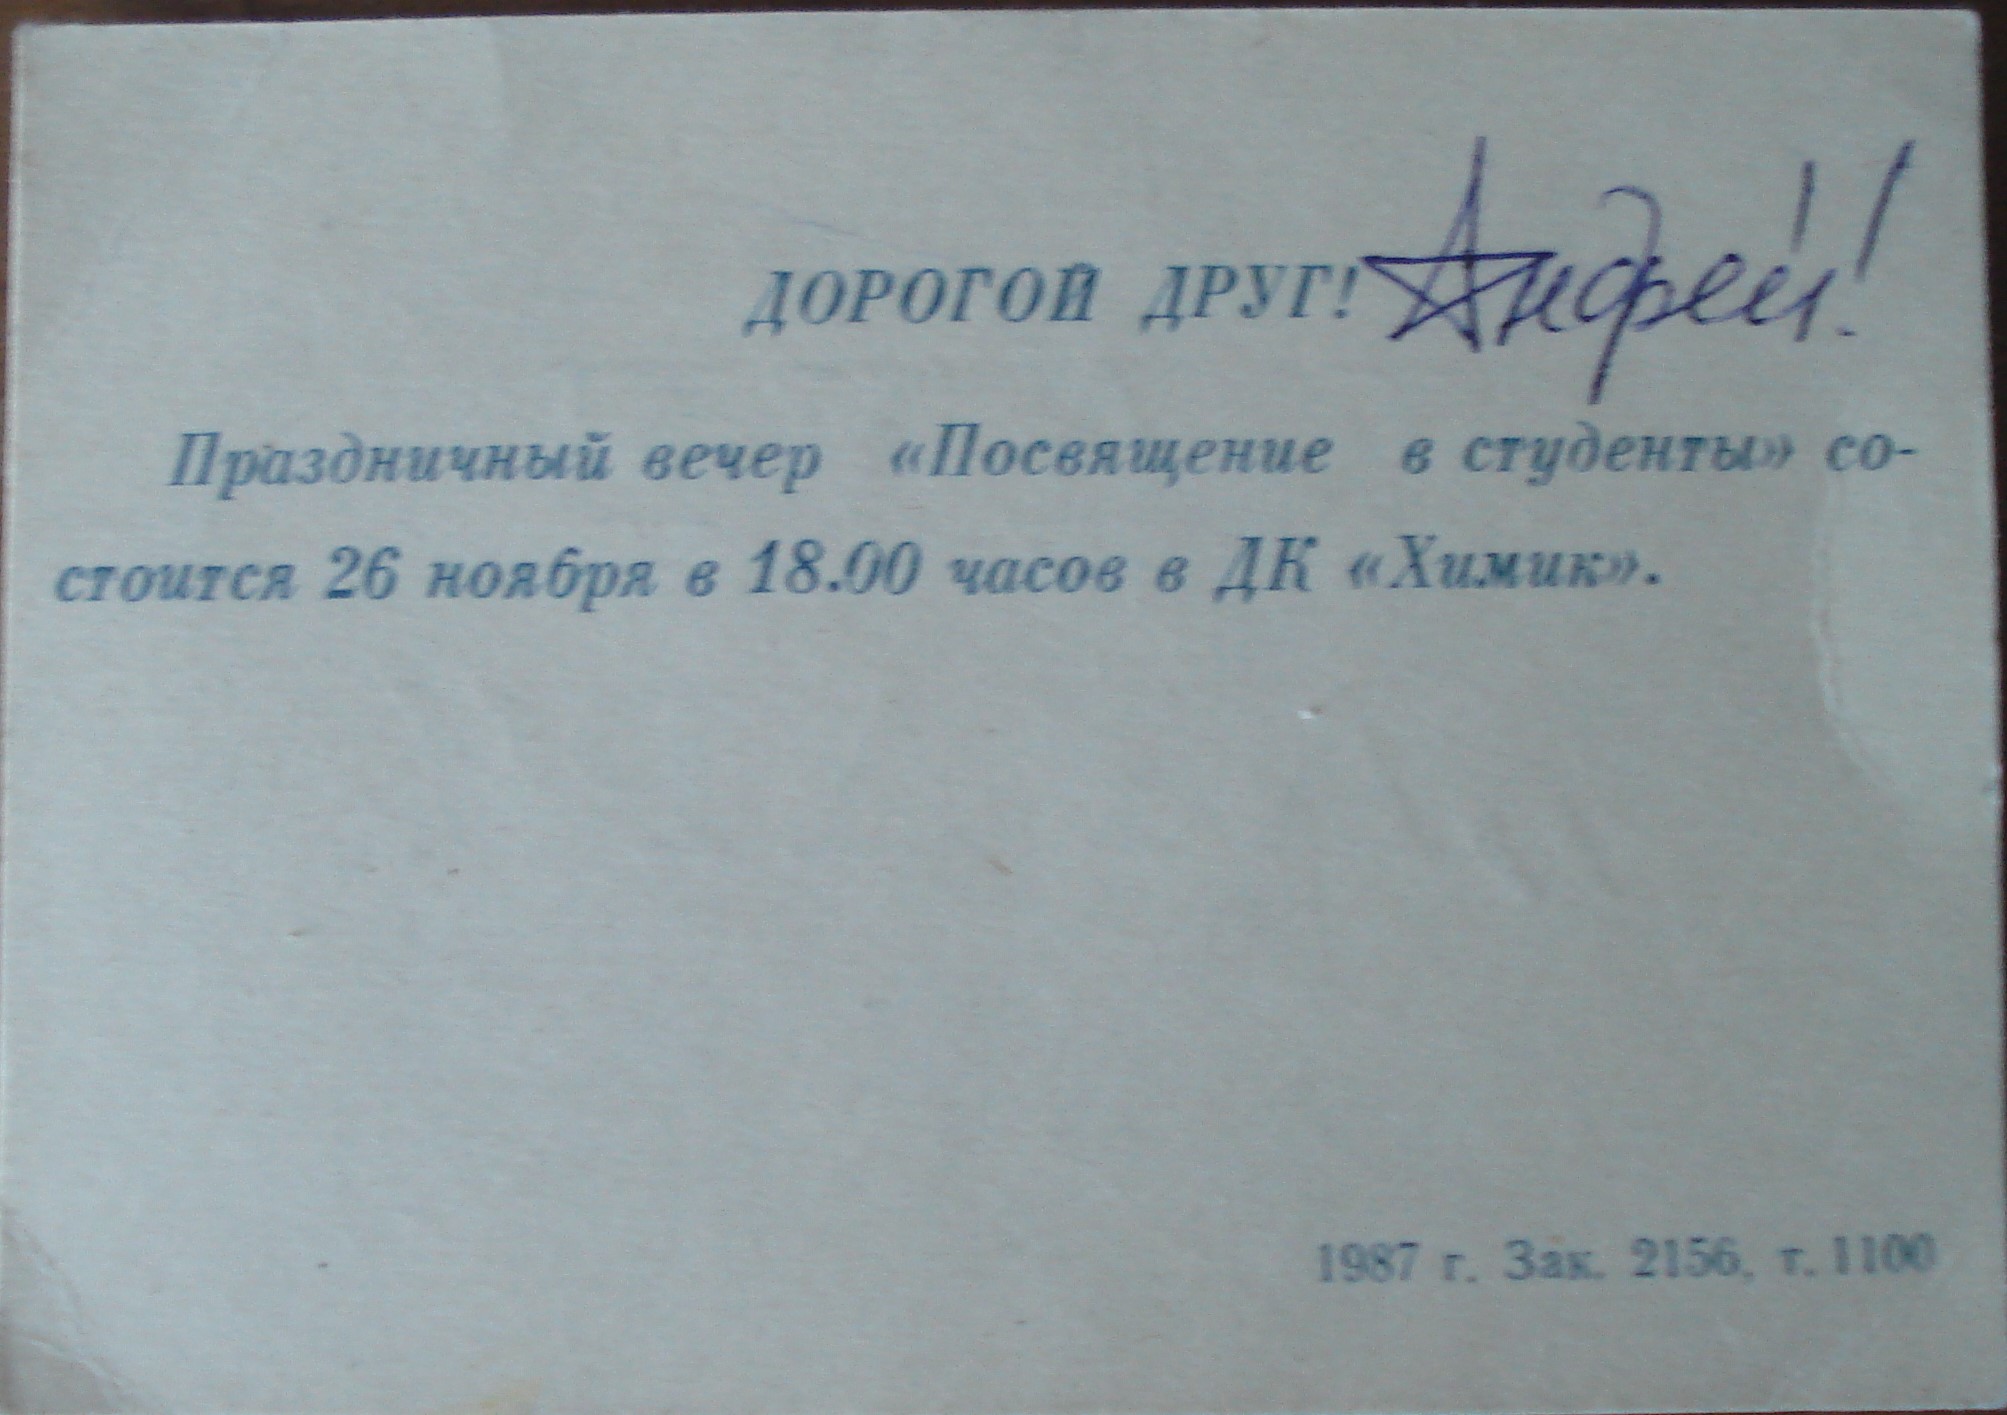 ДОРОГОЙ ДРУГ! Андрей!
Праздничный вечер «Посвящение в студенты» со-
стоится 26 ноября в 18.00 часов в ДК «Химик».
1987 г. Зак. 2156, т. 1100